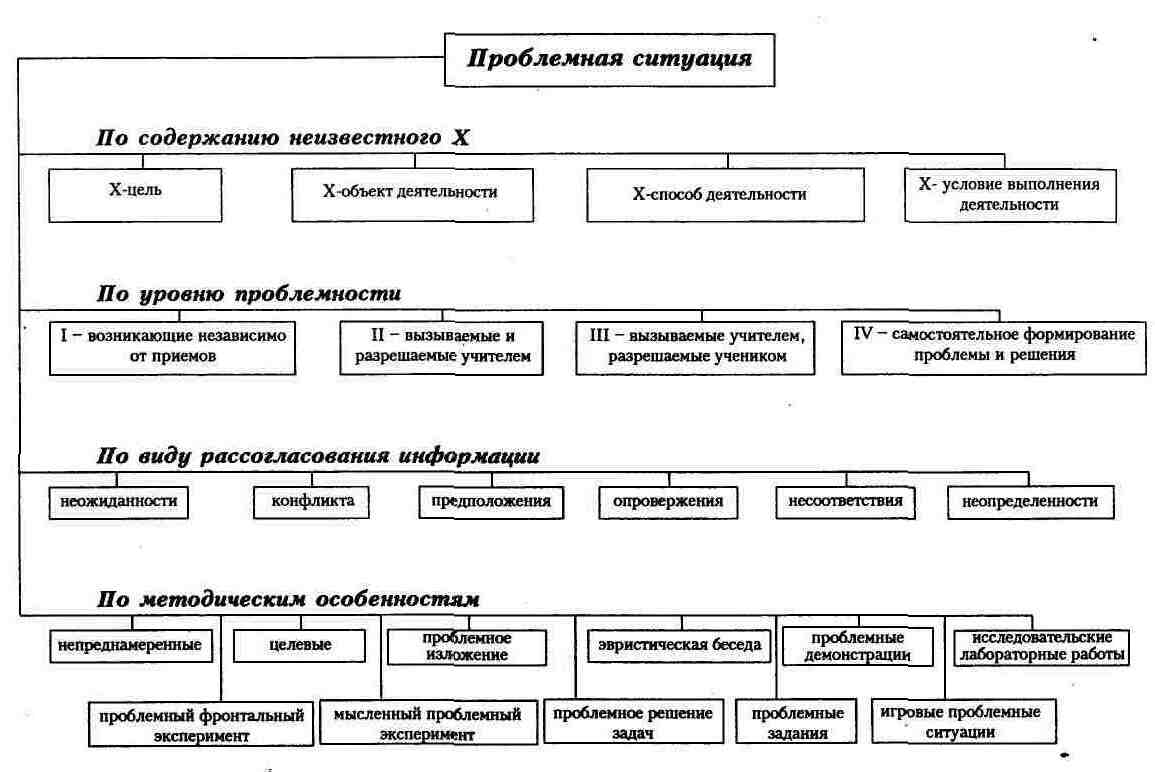 Проблемная ситуация
По содержанию неизвестного X
X-цель
X-объект деятельности
X-способ деятельности
X- условие выполнения
деятельности
По уровню проблемности
I – возникающие независимо
от приемов
II – вызываемые и
разрешаемые учителем
III – вызываемые учителем,
разрешаемые учеником
IV – самостоятельное формирование
проблемы и решения
По виду рассогласования информации
неожиданности
конфликта
предположения
опровержения
несоответствия
неопределенности
По методическим особенностям
непреднамеренные
целевые
проблемное
изложение
эвристическая беседа
проблемные
демонстрации
исследовательские
лабораторные работы
проблемный фронтальный
эксперимент
мысленный проблемный
эксперимент
проблемное решение
задач
проблемные
задания
игровые проблемные
ситуации